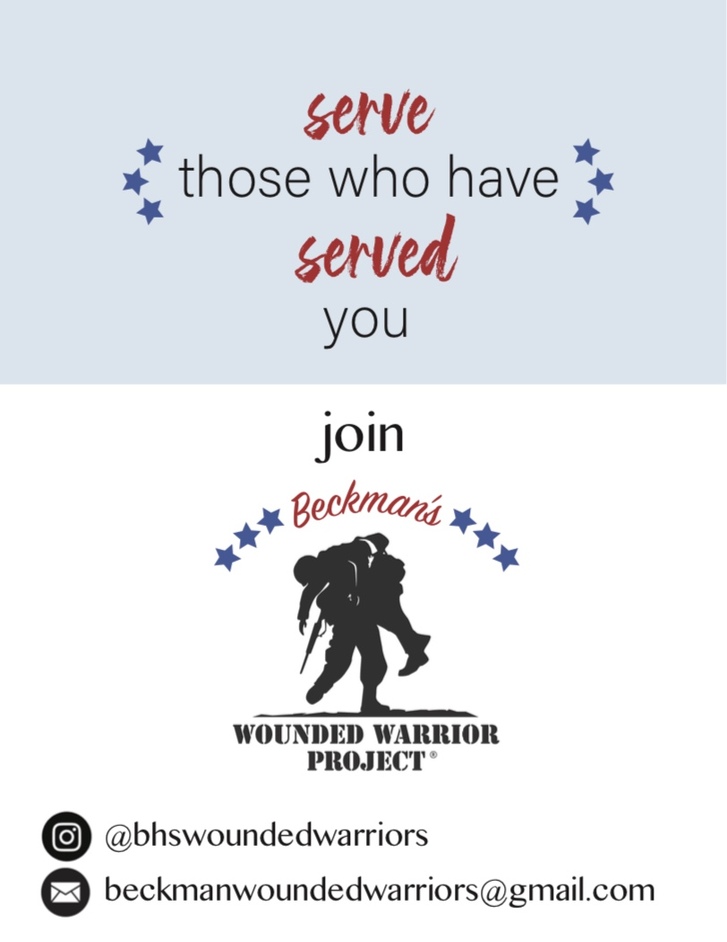 serve
those who have
served
you
join
Beckman's
WOUNDED WARRIOR
PROJECT®
@bhswoundedwarriors
beckmanwoundedwarriors@gmail.com